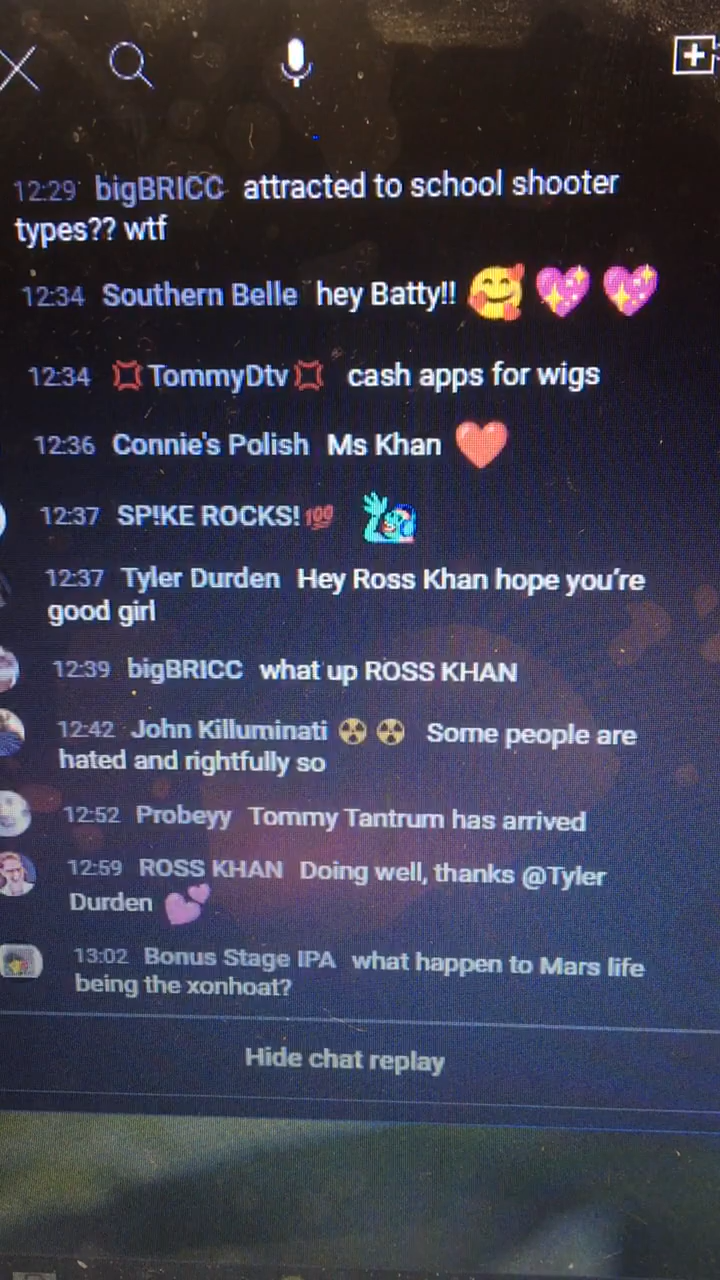 12:29 bigBRICC attracted to school shooter
types?? wtf
12:34 Southern Belle hey Batty!! 🥰 💖 💖
12:34 💢TommyDtv💢 cash apps for wigs
12:36 Connie's Polish Ms Khan ❤️
12:37 SP!KE ROCKS!💯
12:37 Tyler Durden Hey Ross Khan hope you're
good girl
12:39 bigBRICC what up ROSS KHAN
12:42 John Killuminati ☢️ ☢️ Some people are
hated and rightfully so
12:52 Probeyy Tommy Tantrum has arrived
12:59 ROSS KHAN Doing well, thanks @Tyler
Durden 💕
13:02 Bonus Stage IPA what happen to Mars life
being the xonhoat?
Hide chat replay